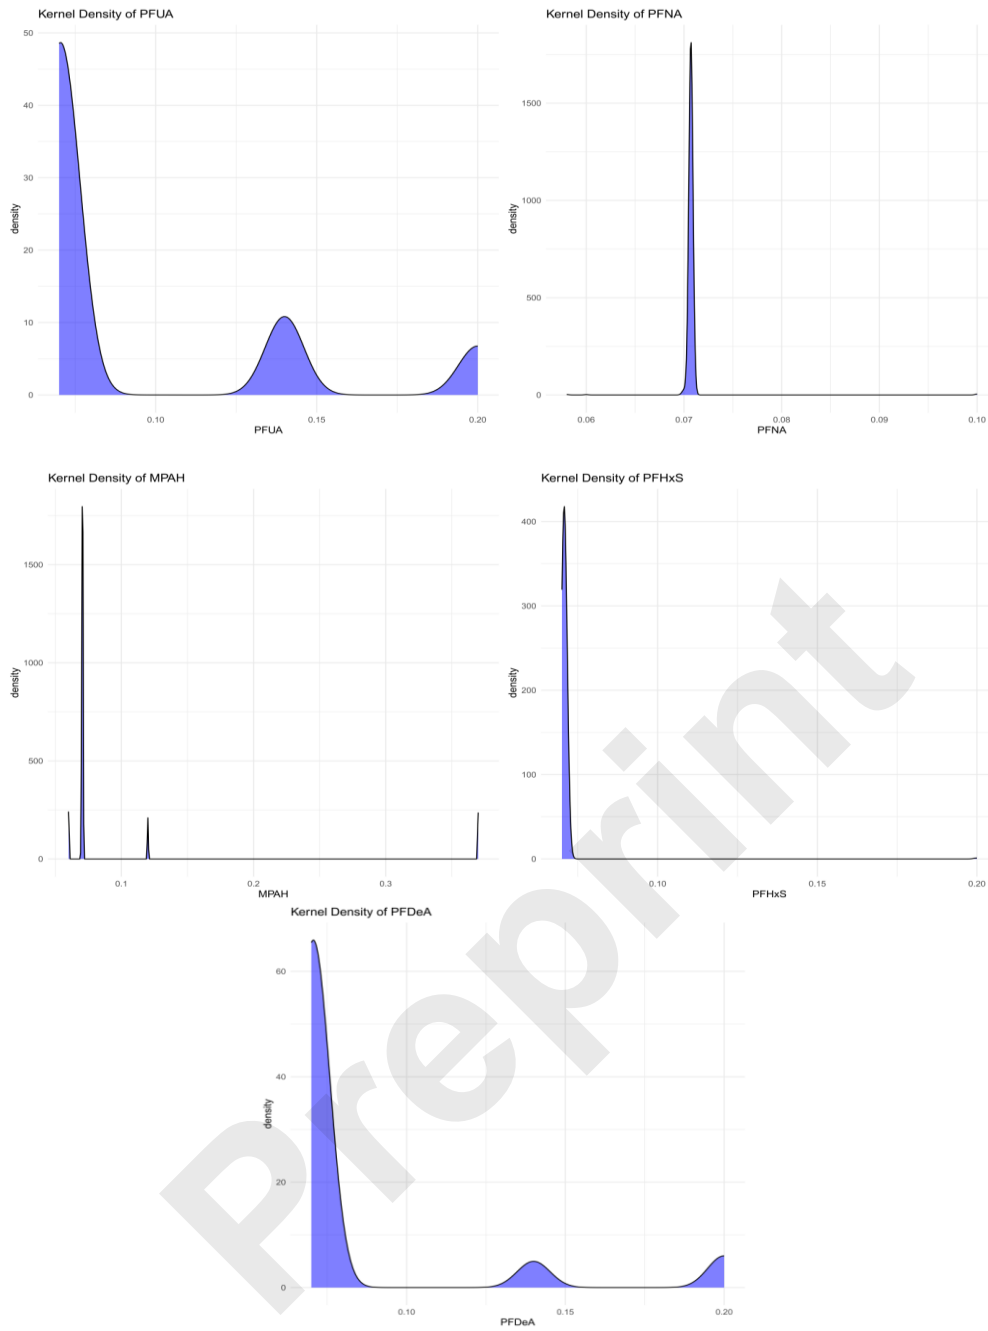 Kernel Density of PFUA
50
40
30
20
10
0
density
0.10 0.15 0.20
PFUA
Kernel Density of PFNA
1500
1000
500
0
density
0.06 0.07 0.08 0.09 0.10
PFNA
Kernel Density of MPAH
1500
1000
500
0
density
0.1 0.2 0.3
MPAH
Kernel Density of PFHxS
400
300
200
100
0
density
0.10 0.15 0.20
PFHxS
Kernel Density of PFDeA
60
40
20
0
density
0.10 0.15 0.20
PFDeA
Preprint